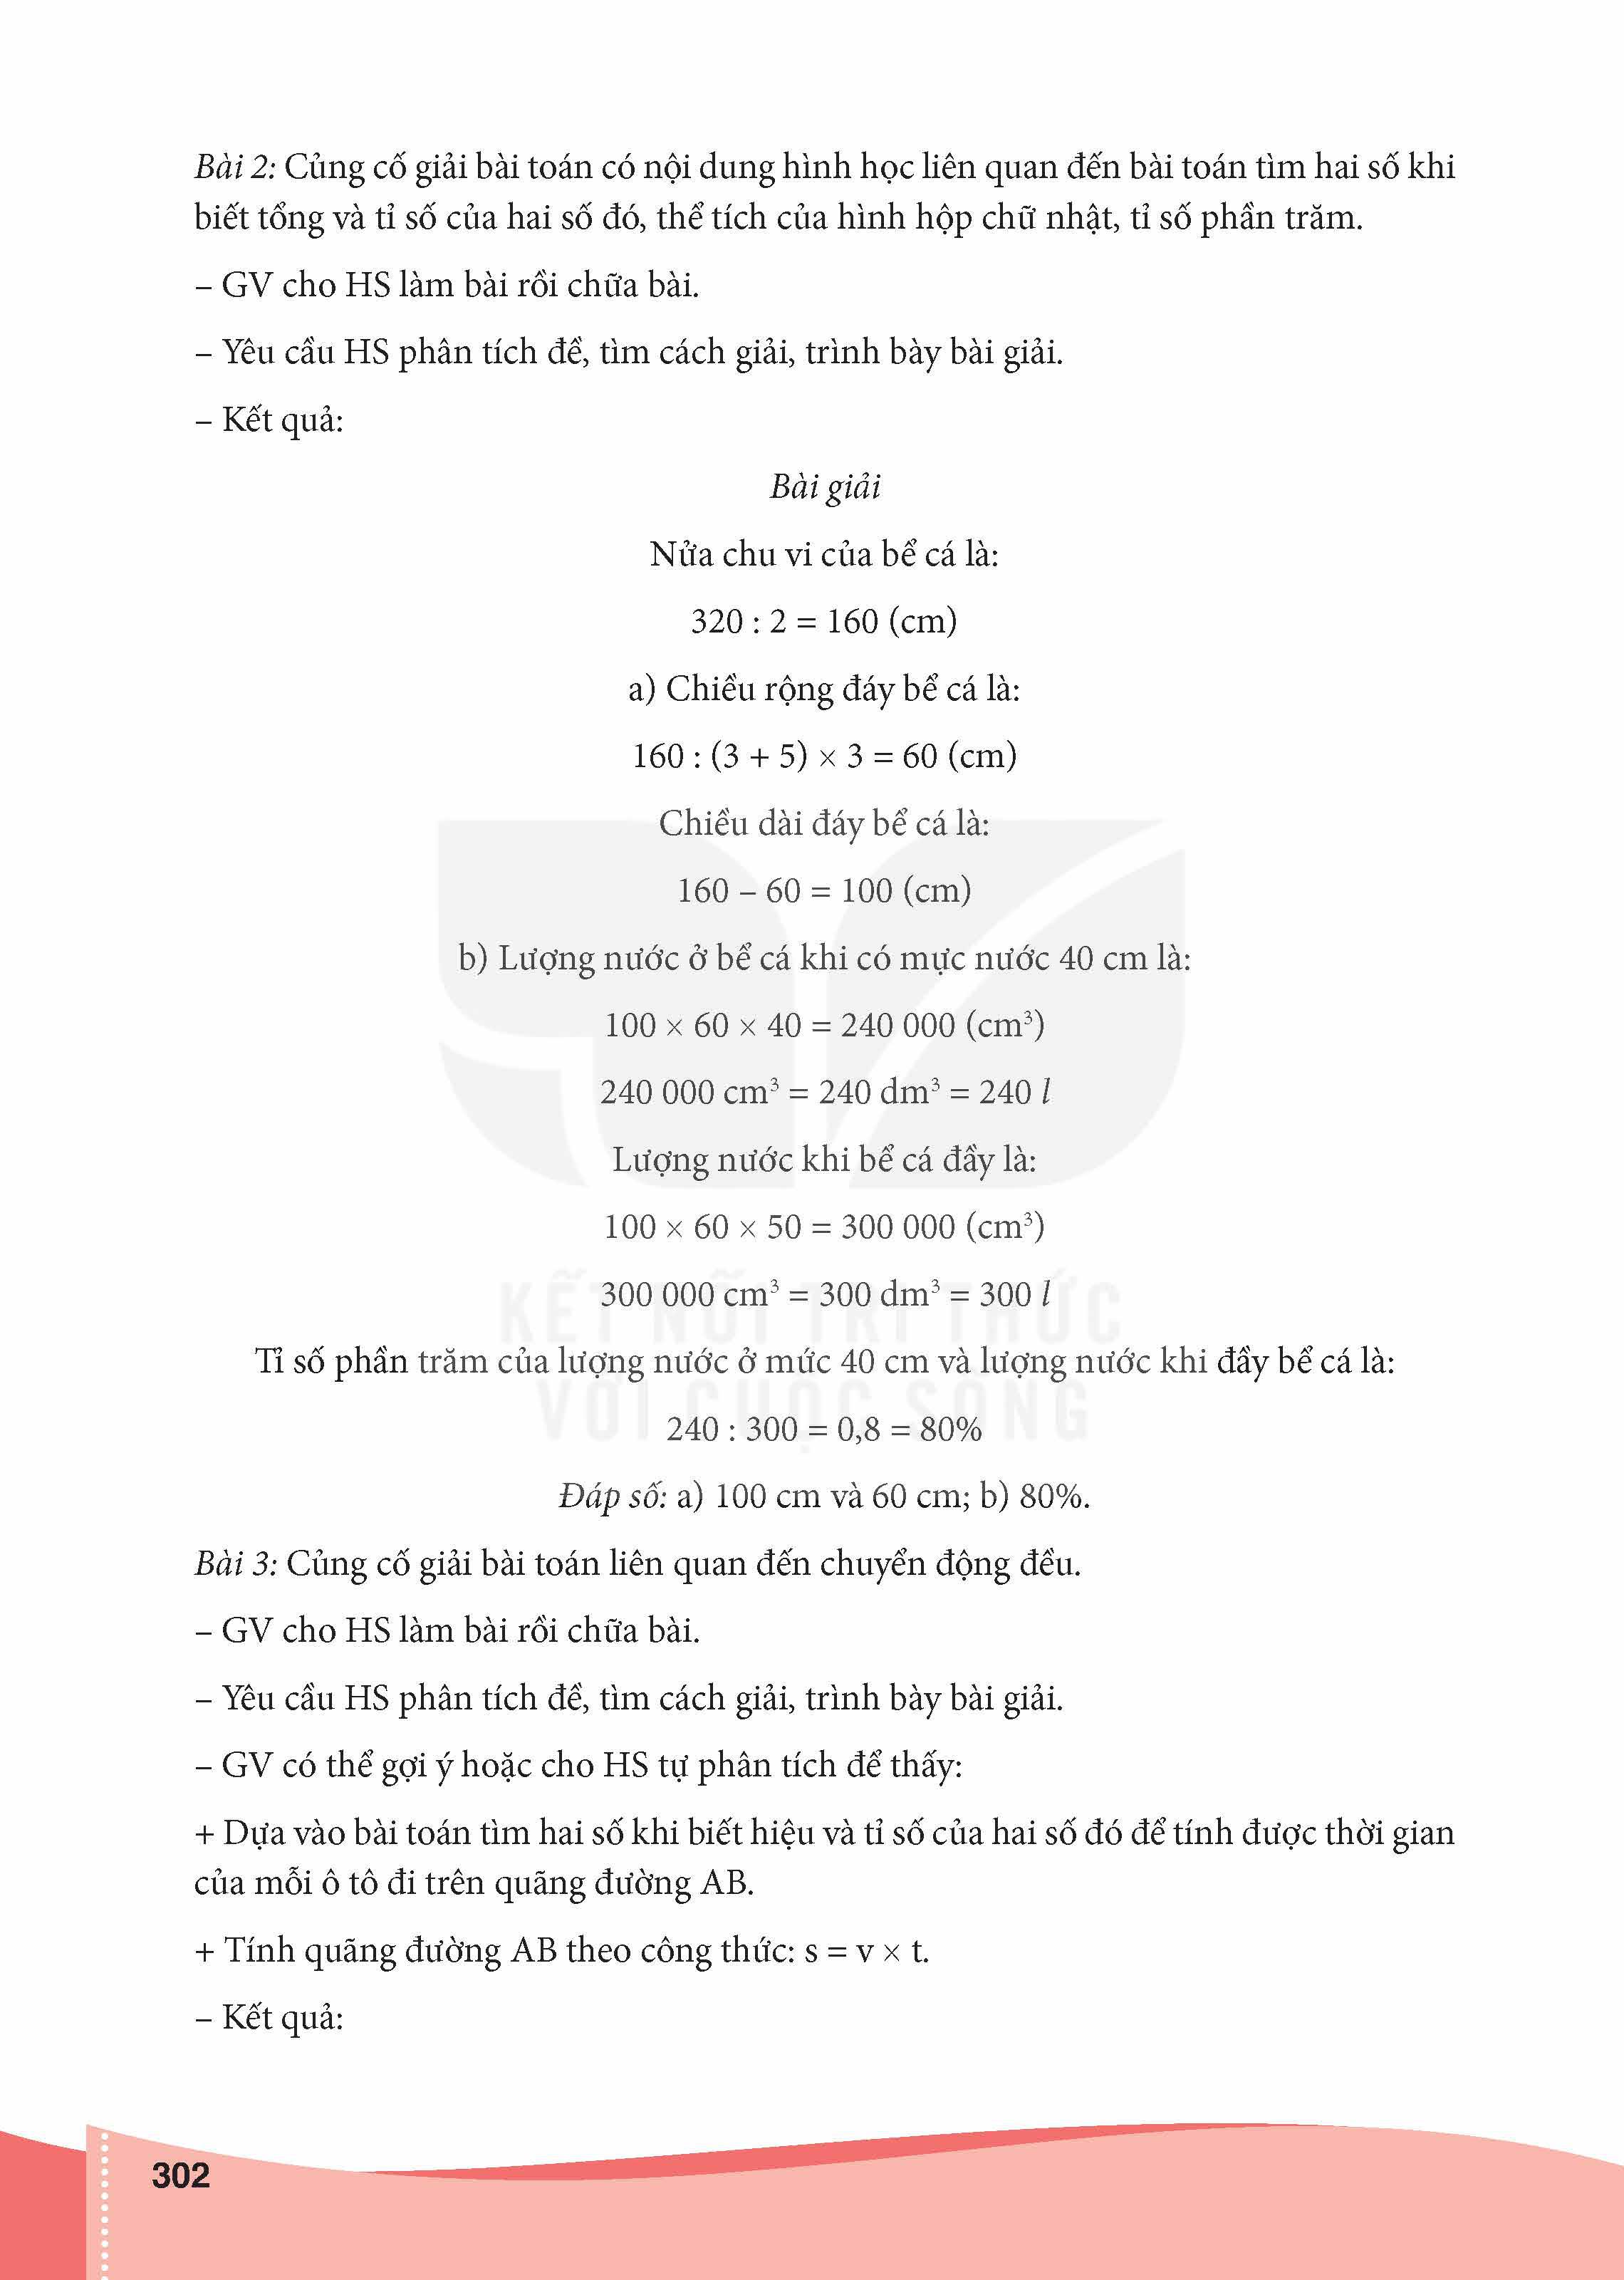 Bài 2: Củng cố giải bài toán có nội dung hình học liên quan đến bài toán tìm hai số khi
biết tổng và tỉ số của hai số đó, thể tích của hình hộp chữ nhật, tỉ số phần trăm.
– GV cho HS làm bài rồi chữa bài.
– Yêu cầu HS phân tích đề, tìm cách giải, trình bày bài giải.
– Kết quả:
Bài giải
Nửa chu vi của bể cá là:
320 : 2 = 160 (cm)
a) Chiều rộng đáy bể cá là:
160 : (3 + 5) × 3 = 60 (cm)
Chiều dài đáy bể cá là:
160 – 60 = 100 (cm)
b) Lượng nước ở bể cá khi có mực nước 40 cm là:
100 × 60 × 40 = 240 000 (cm³)
240 000 cm³ = 240 dm³ = 240 l
Lượng nước khi bể cá đầy là:
100 × 60 × 50 = 300 000 (cm³)
KẾT NỐI TRI THỨC
300 000 cm³ = 300 dm³ = 300 l
Tỉ số phần trăm của lượng nước ở mức 40 cm và lượng nước khi đầy bể cá là:
VỚI CUỘC SỐNG
240 : 300 = 0,8 = 80%
Đáp số: a) 100 cm và 60 cm; b) 80%.
Bài 3: Củng cố giải bài toán liên quan đến chuyển động đều.
– GV cho HS làm bài rồi chữa bài.
– Yêu cầu HS phân tích đề, tìm cách giải, trình bày bài giải.
– GV có thể gợi ý hoặc cho HS tự phân tích để thấy:
+ Dựa vào bài toán tìm hai số khi biết hiệu và tỉ số của hai số đó để tính được thời gian
của mỗi ô tô đi trên quãng đường AB.
+ Tính quãng đường AB theo công thức: s = v × t.
– Kết quả:
302